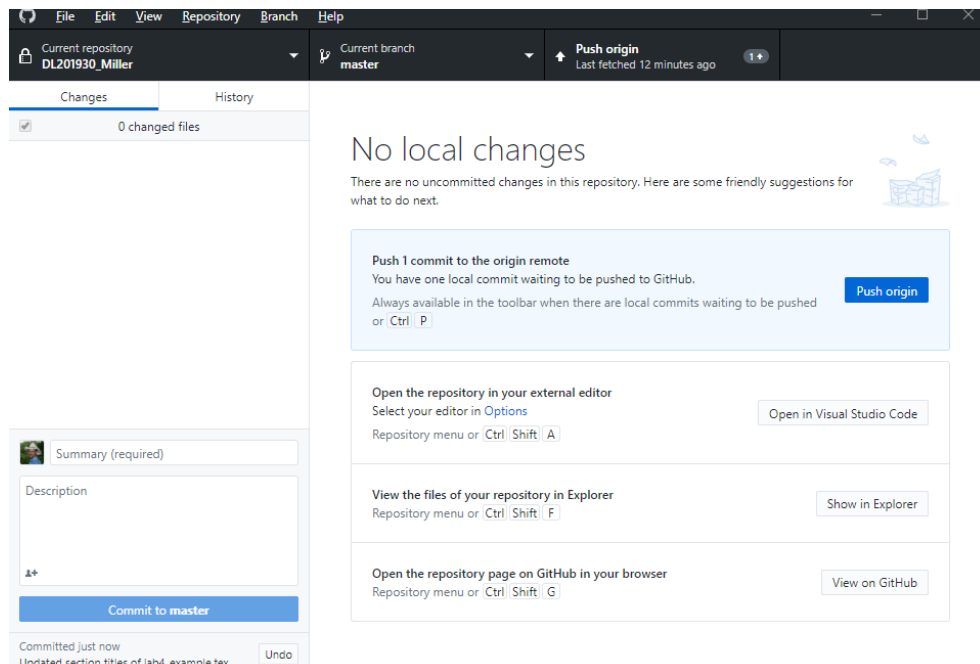 File Edit View Repository Branch Help
Current repository
DL201930_Miller
Current branch
master
Push origin
Last fetched 12 minutes ago
1
Changes
History
0 changed files
No local changes
There are no uncommitted changes in this repository. Here are some friendly suggestions for
what to do next.
Push 1 commit to the origin remote
You have one local commit waiting to be pushed to GitHub.
Always available in the toolbar when there are local commits waiting to be pushed
or Ctrl P
Push origin
Open the repository in your external editor
Select your editor in Options
Repository menu or Ctrl Shift A
Open in Visual Studio Code
View the files of your repository in Explorer
Repository menu or Ctrl Shift F
Show in Explorer
Open the repository page on GitHub in your browser
Repository menu or Ctrl Shift G
View on GitHub
Summary (required)
Description
Commit to master
Committed just now
Updated section titles of lab4_example.tex
Undo